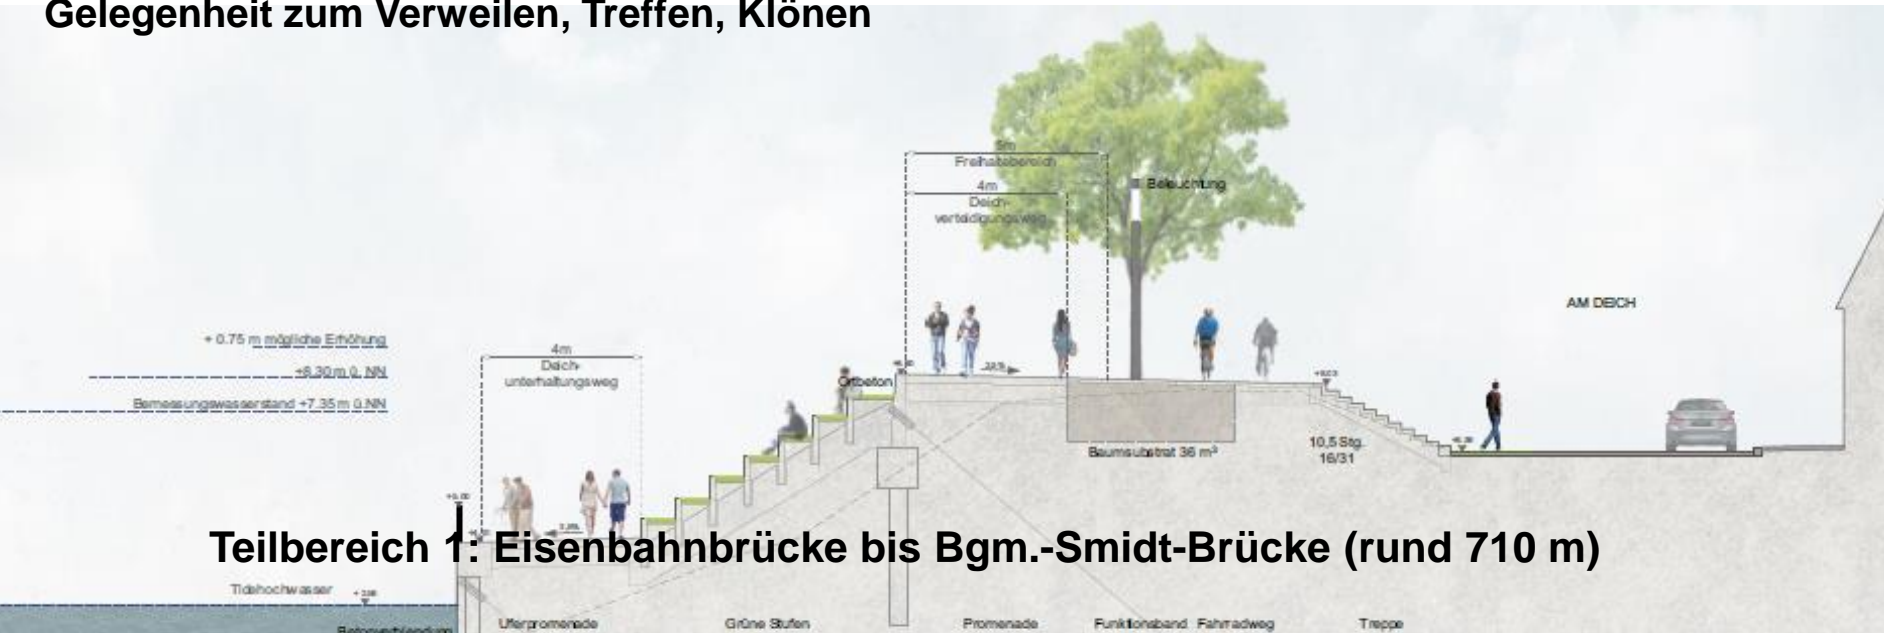 Gelegenheit zum Verweilen, Treffen, Klönen
5m
Freihaltebereich
4m
Deich-
verteidigungsweg
Beleuchtung
AM DEICH
+ 0.75 m mögliche Erhöhung
+8.30 m ü. NN
Bemessungswasserstand +7.35 m ü.NN
4m
Deich-
unterhaltungsweg
Ortbeton
Baumsubstrat 36 m³
10,5 Stg.
16/31
Teilbereich 1: Eisenbahnbrücke bis Bgm.-Smidt-Brücke (rund 710 m)
Tidehochwasser
Betonverblendung
Uferpromenade
Grüne Stufen
Promenade
Funktionsband
Fahrradweg
Treppe